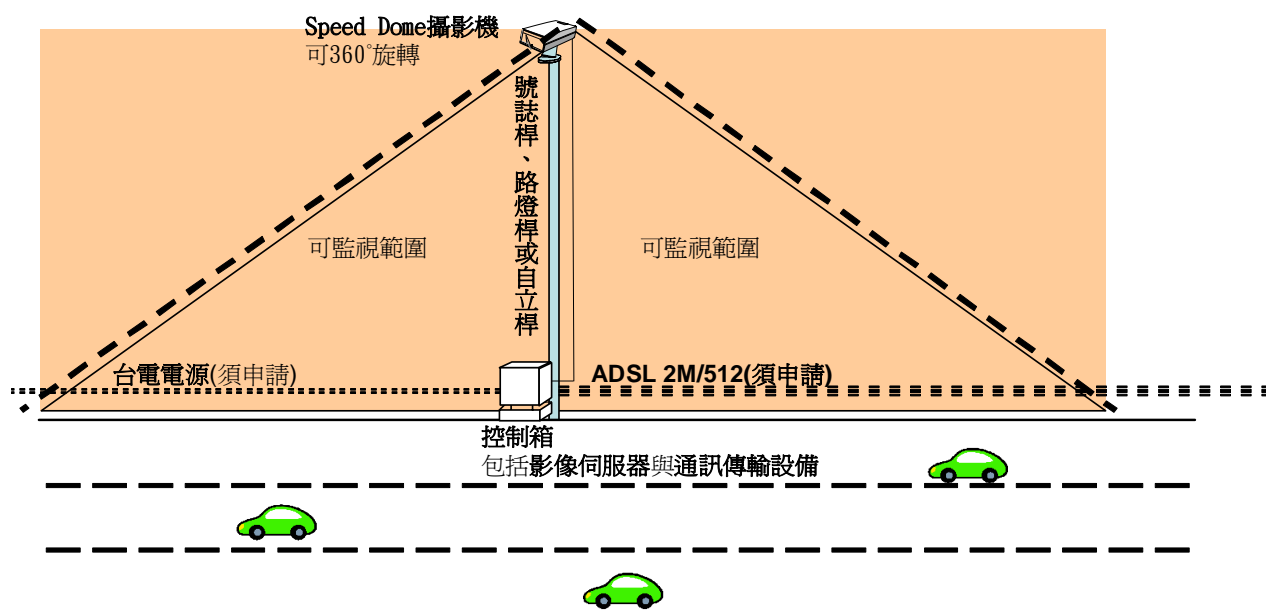 Speed Dome攝影機
可360°旋轉
號誌桿、路燈桿或自立桿
可監視範圍
可監視範圍
台電電源(須申請)
ADSL 2M/512(須申請)
控制箱
包括影像伺服器與通訊傳輸設備